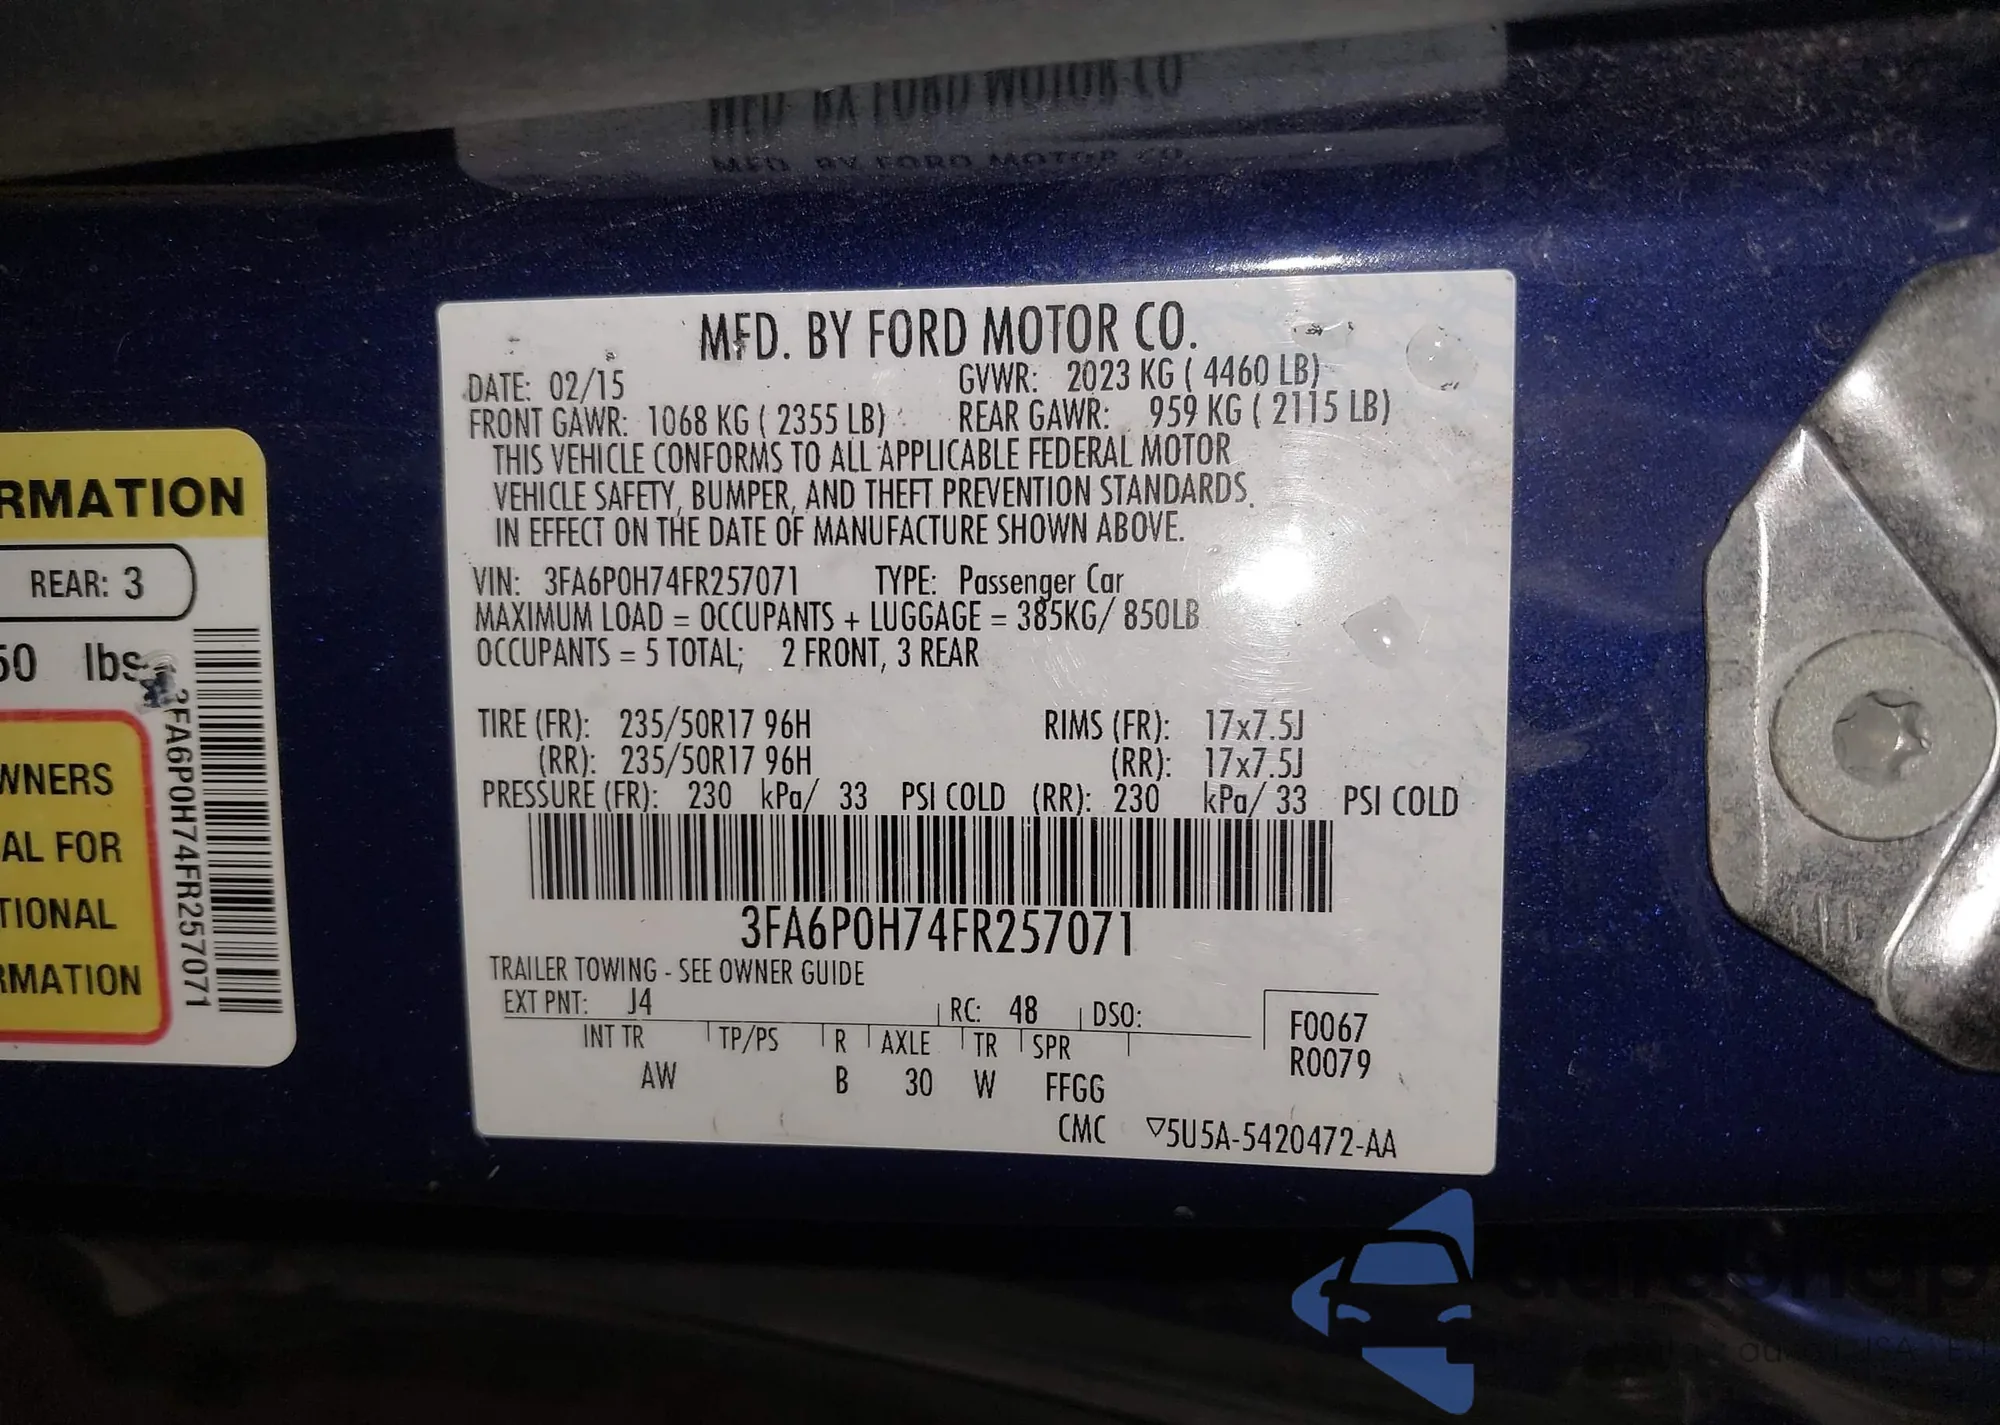 MFD. BY FORD MOTOR CO.
MFD. BY FORD MOTOR CO.
MFD. BY FORD MOTOR CO.
DATE: 02/15 GVWR: 2023 KG ( 4460 LB)
FRONT GAWR: 1068 KG ( 2355 LB) REAR GAWR: 959 KG ( 2115 LB)
THIS VEHICLE CONFORMS TO ALL APPLICABLE FEDERAL MOTOR
VEHICLE SAFETY, BUMPER, AND THEFT PREVENTION STANDARDS.
IN EFFECT ON THE DATE OF MANUFACTURE SHOWN ABOVE.
VIN: 3FA6P0H74FR257071 TYPE: Passenger Car
MAXIMUM LOAD = OCCUPANTS + LUGGAGE = 385KG/ 850LB
OCCUPANTS = 5 TOTAL; 2 FRONT, 3 REAR
TIRE (FR): 235/50R17 96H RIMS (FR): 17x7.5J
(RR): 235/50R17 96H (RR): 17x7.5J
PRESSURE (FR): 230 kPa/ 33 PSI COLD (RR): 230 kPa/ 33 PSI COLD
3FA6P0H74FR257071
TRAILER TOWING - SEE OWNER GUIDE
EXT PNT: J4 RC: 48 DSO:
INT TR TP/PS R AXLE TR SPR
AW B 30 W FFGG
F0067
R0079
CMC ▽5U5A-5420472-AA
RMATION
REAR: 3
50 lbs
WNERS
AL FOR
TIONAL
RMATION
3FA6P0H74FR257071